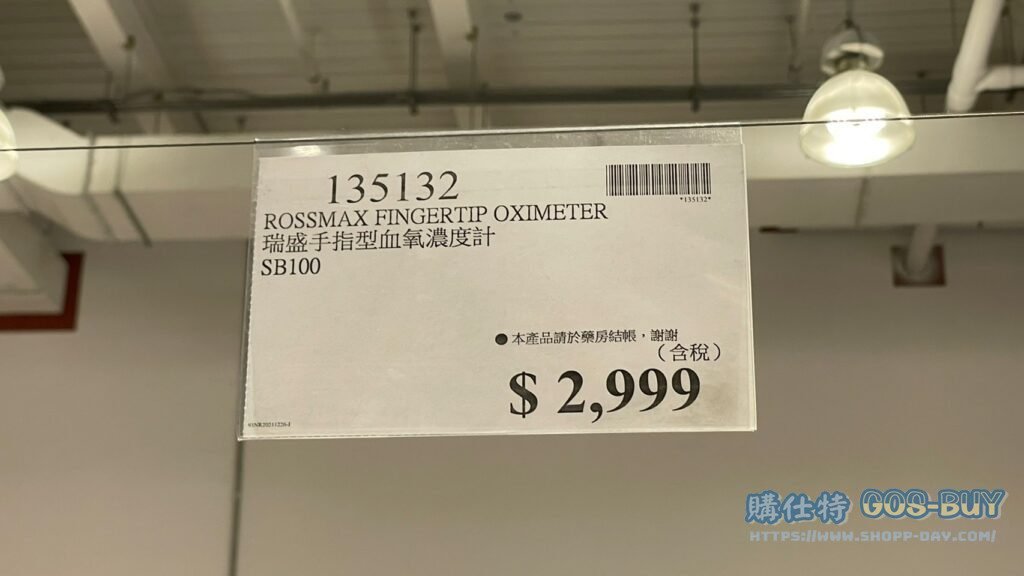 135132
*135132*
ROSSMAX FINGERTIP OXIMETER
瑞盛手指型血氧濃度計
SB100
●本產品請於藥房結帳，謝謝
（含稅）
$ 2,999
購仕特 GOS-BUY
HTTPS://WWW.SHOPP-DAY.COM/